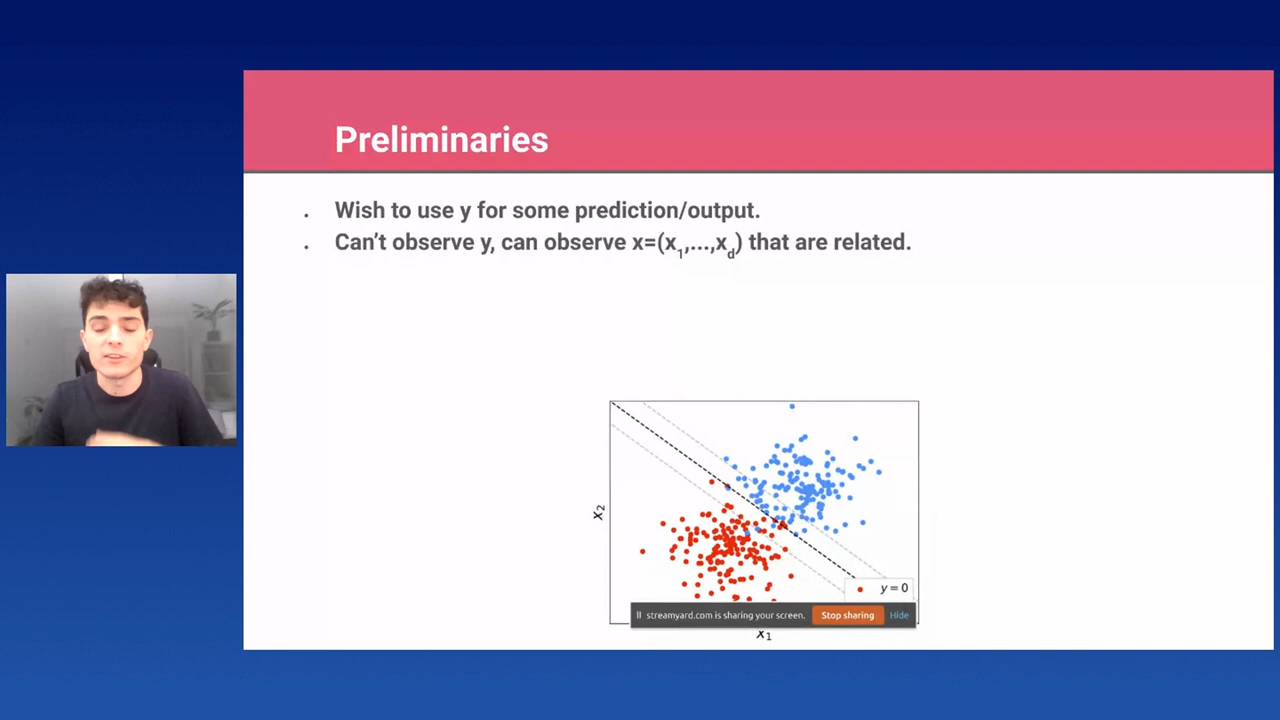 Preliminaries
. Wish to use y for some prediction/output.
. Can't observe y, can observe x=(x1,...,xd) that are related.
x2
y = 0
streamyard.com is sharing your screen. Stop sharing Hide
x1